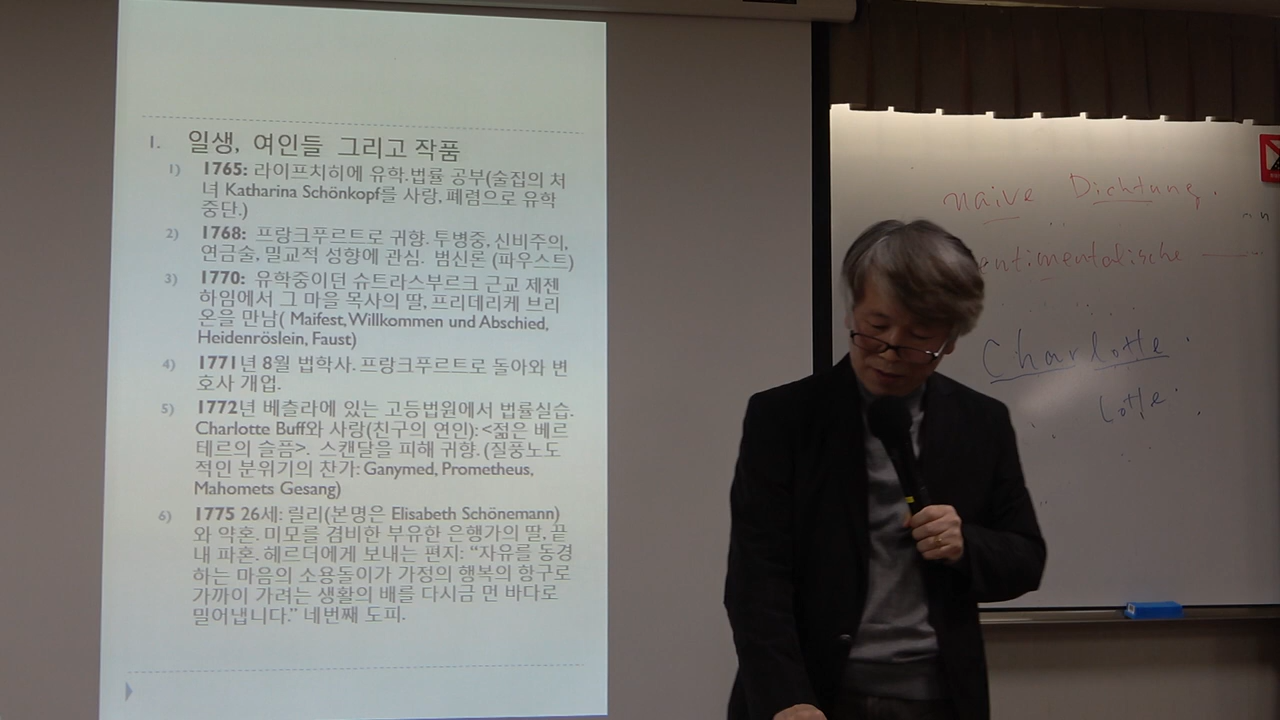 I. 일생, 여인들 그리고 작품
1) 1765: 라이프치히에 유학.법률 공부(술집의 처
녀 Katharina Schönkopf를 사랑, 폐렴으로 유학
중단.)
2) 1768: 프랑크푸르트로 귀향. 투병중, 신비주의,
연금술, 밀교적 성향에 관심. 범신론 (파우스트)
3) 1770: 유학중이던 슈트라스부르크 근교 제젠
하임에서 그 마을 목사의 딸, 프리데리케 브리
온을 만남( Maifest, Willkommen und Abschied,
Heidenröslein, Faust)
4) 1771년 8월 법학사. 프랑크푸르트로 돌아와 변
호사 개업.
5) 1772년 베츨라에 있는 고등법원에서 법률실습.
Charlotte Buff와 사랑(친구의 연인): <젊은 베르
테르의 슬픔>. 스캔달을 피해 귀향. (질풍노도
적인 분위기의 찬가: Ganymed, Prometheus,
Mahomets Gesang)
6) 1775 26세: 릴리(본명은 Elisabeth Schönemann)
와 약혼. 미모를 겸비한 부유한 은행가의 딸, 끝
내 파혼. 헤르더에게 보내는 편지: “자유를 동경
하는 마음의 소용돌이가 가정의 행복의 항구로
가까이 가려는 생활의 배를 다시금 먼 바다로
밀어냅니다.” 네번째 도피.
naive Dichtung.
entimentalische
Charlotte
Lotte